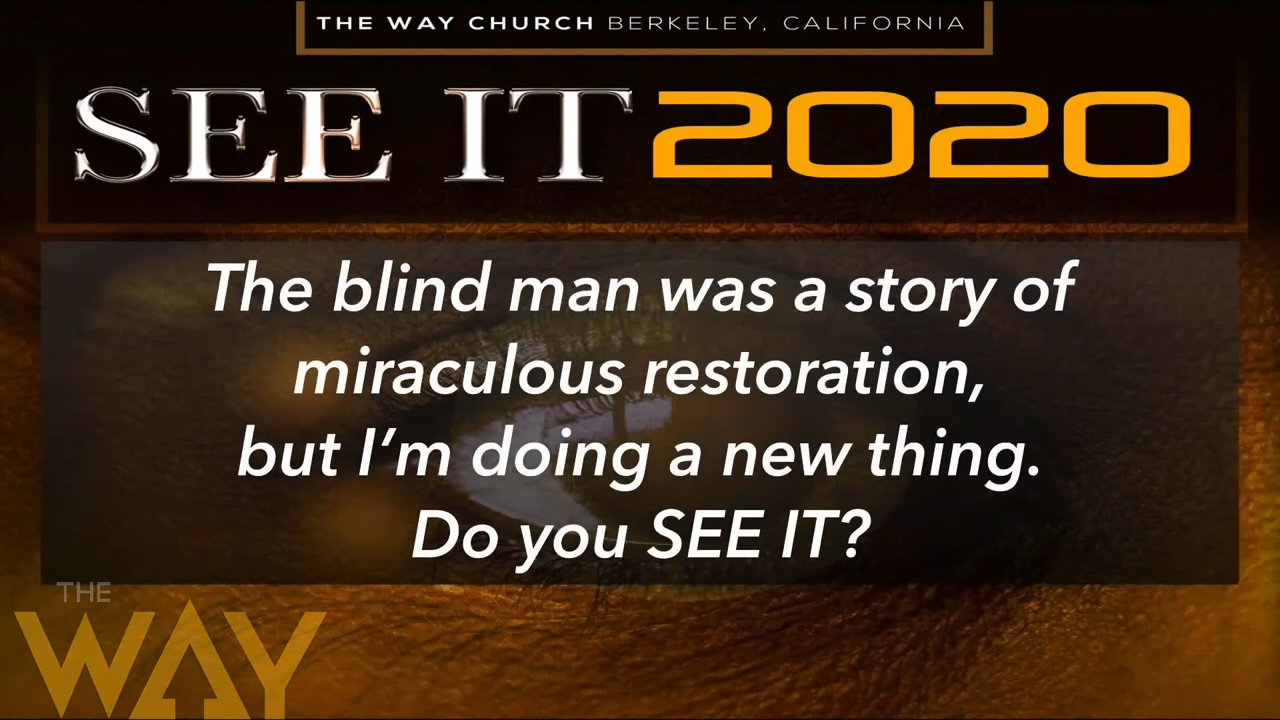 THE WAY CHURCH BERKELEY, CALIFORNIA
SEE IT 2020
The blind man was a story of
miraculous restoration,
but I’m doing a new thing.
Do you SEE IT?
THE
WAY